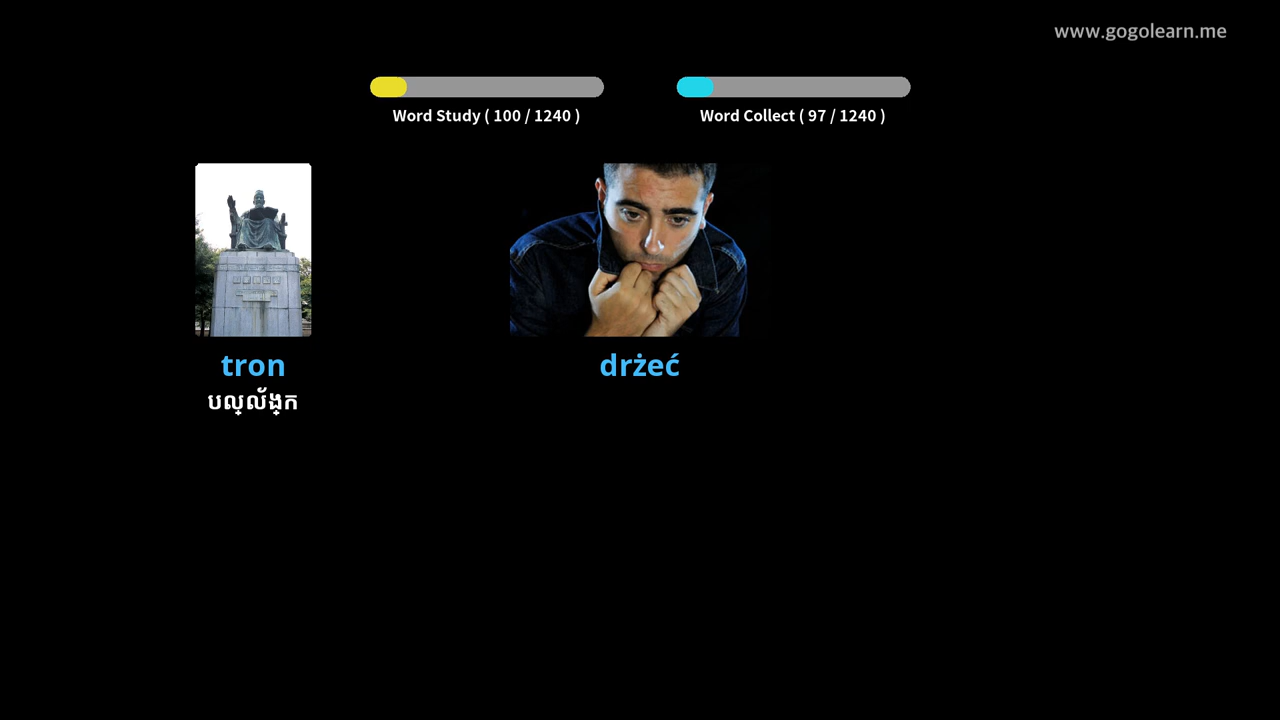 www.gogolearn.me
Word Study ( 100 / 1240 )
Word Collect ( 97 / 1240 )
tron
drżeć
បល្ល័ង្ក